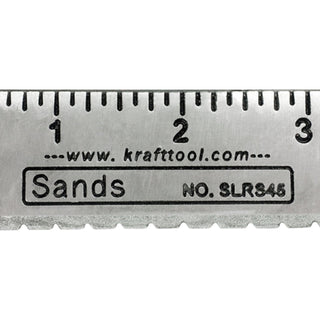 1 2 3
---www. krafttool.com---
Sands NO. SLRS45